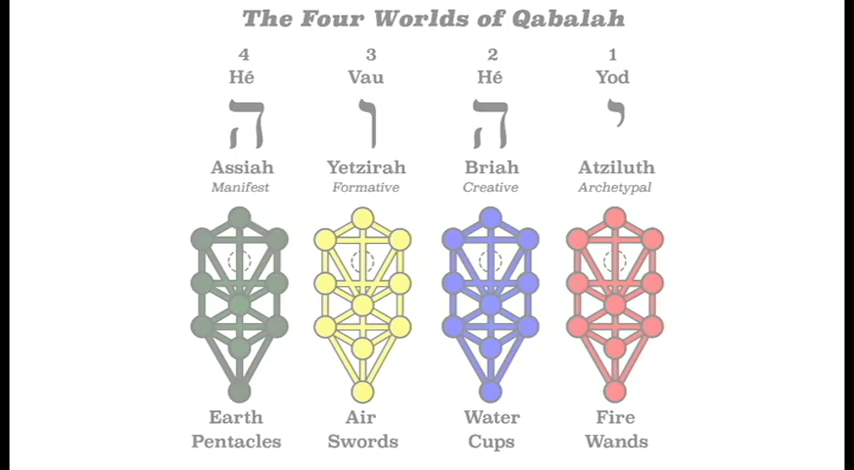 The Four Worlds of Qabalah
4 3 2 1
Hé Vau Hé Yod
ה ו ה י
Assiah Yetzirah Briah Atziluth
Manifest Formative Creative Archetypal
Earth Air Water Fire
Pentacles Swords Cups Wands